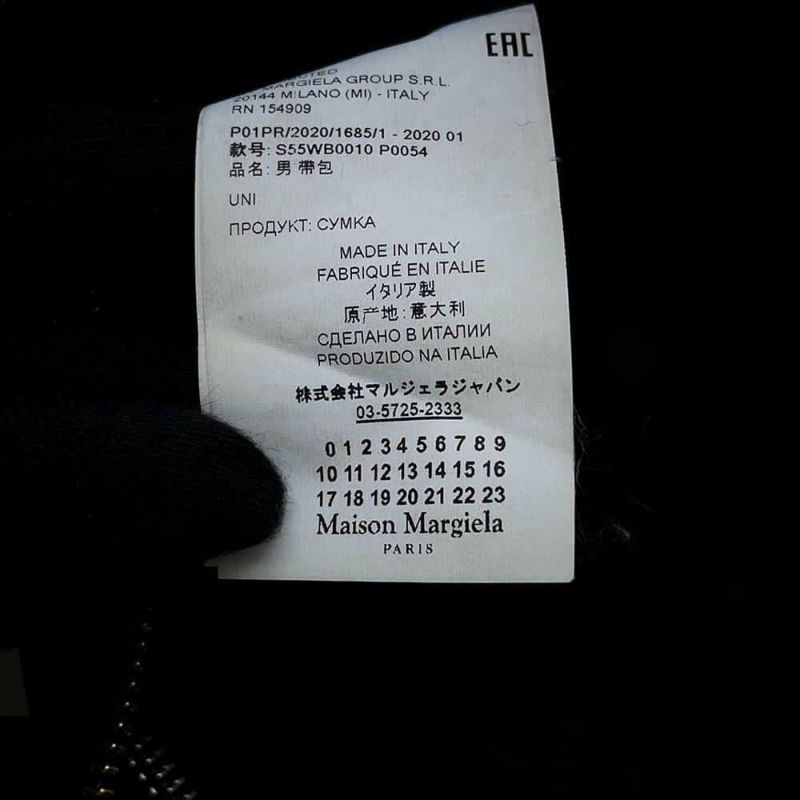 EAC
MARGIELA GROUP S.R.L.
20144 MILANO (MI) - ITALY
RN 154909
P01PR/2020/1685/1 - 2020 01
款号: S55WB0010 P0054
品名: 男 帶包
UNI
ПРОДУКТ: СУМКА
MADE IN ITALY
FABRIQUÉ EN ITALIE
イタリア製
原产地: 意大利
СДЕЛАНО В ИТАЛИИ
PRODUZIDO NA ITALIA
株式会社マルジェラジャパン
03-5725-2333
0 1 2 3 4 5 6 7 8 9
10 11 12 13 14 15 16
17 18 19 20 21 22 23
Maison Margiela
PARIS